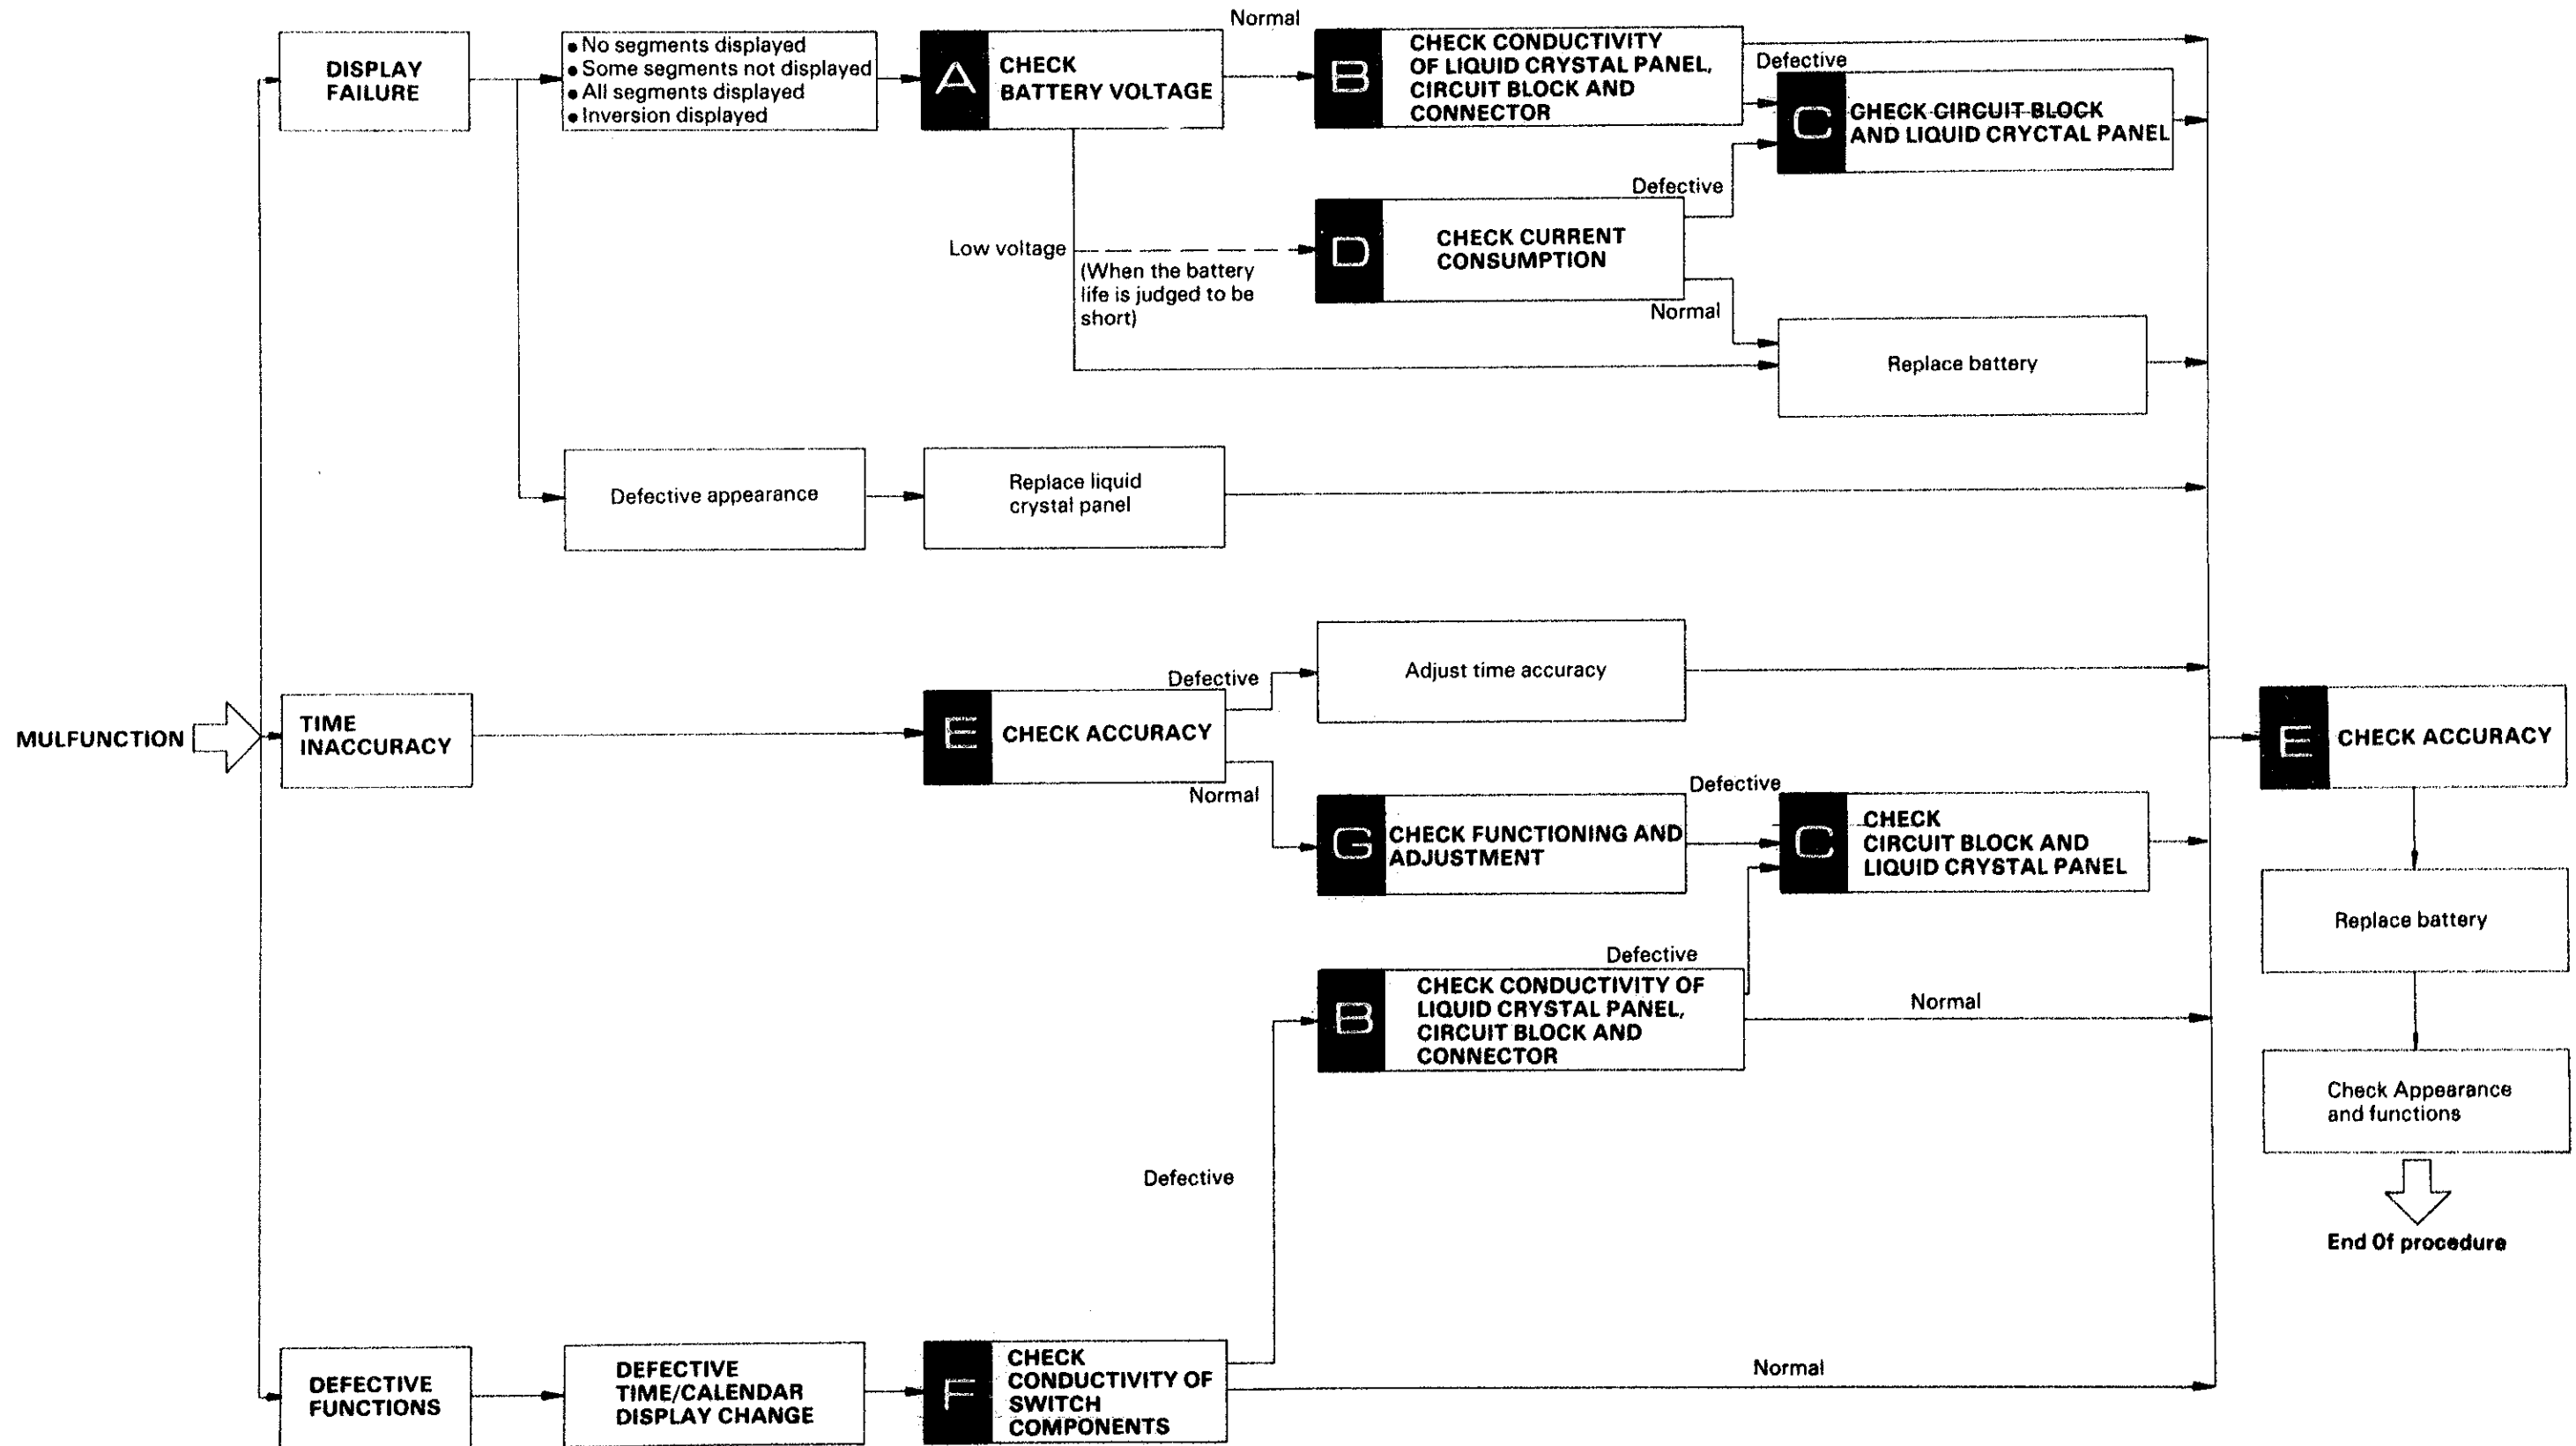 DISPLAY
FAILURE
● No segments displayed
● Some segments not displayed
● All segments displayed
● Inversion displayed
A
CHECK
BATTERY VOLTAGE
Normal
B
CHECK CONDUCTIVITY
OF LIQUID CRYSTAL PANEL,
CIRCUIT BLOCK AND
CONNECTOR
Defective
C
CHECK CIRCUIT BLOCK
AND LIQUID CRYCTAL PANEL
Low voltage
(When the battery
life is judged to be
short)
D
CHECK CURRENT
CONSUMPTION
Defective
Normal
Replace battery
Defective appearance
Replace liquid
crystal panel
MULFUNCTION
TIME
INACCURACY
E
CHECK ACCURACY
Defective
Adjust time accuracy
Normal
G
CHECK FUNCTIONING AND
ADJUSTMENT
Defective
C
CHECK
CIRCUIT BLOCK AND
LIQUID CRYSTAL PANEL
B
CHECK CONDUCTIVITY OF
LIQUID CRYSTAL PANEL,
CIRCUIT BLOCK AND
CONNECTOR
Defective
Normal
DEFECTIVE
FUNCTIONS
DEFECTIVE
TIME/CALENDAR
DISPLAY CHANGE
F
CHECK
CONDUCTIVITY OF
SWITCH
COMPONENTS
Defective
Normal
E
CHECK ACCURACY
Replace battery
Check Appearance
and functions
End Of procedure